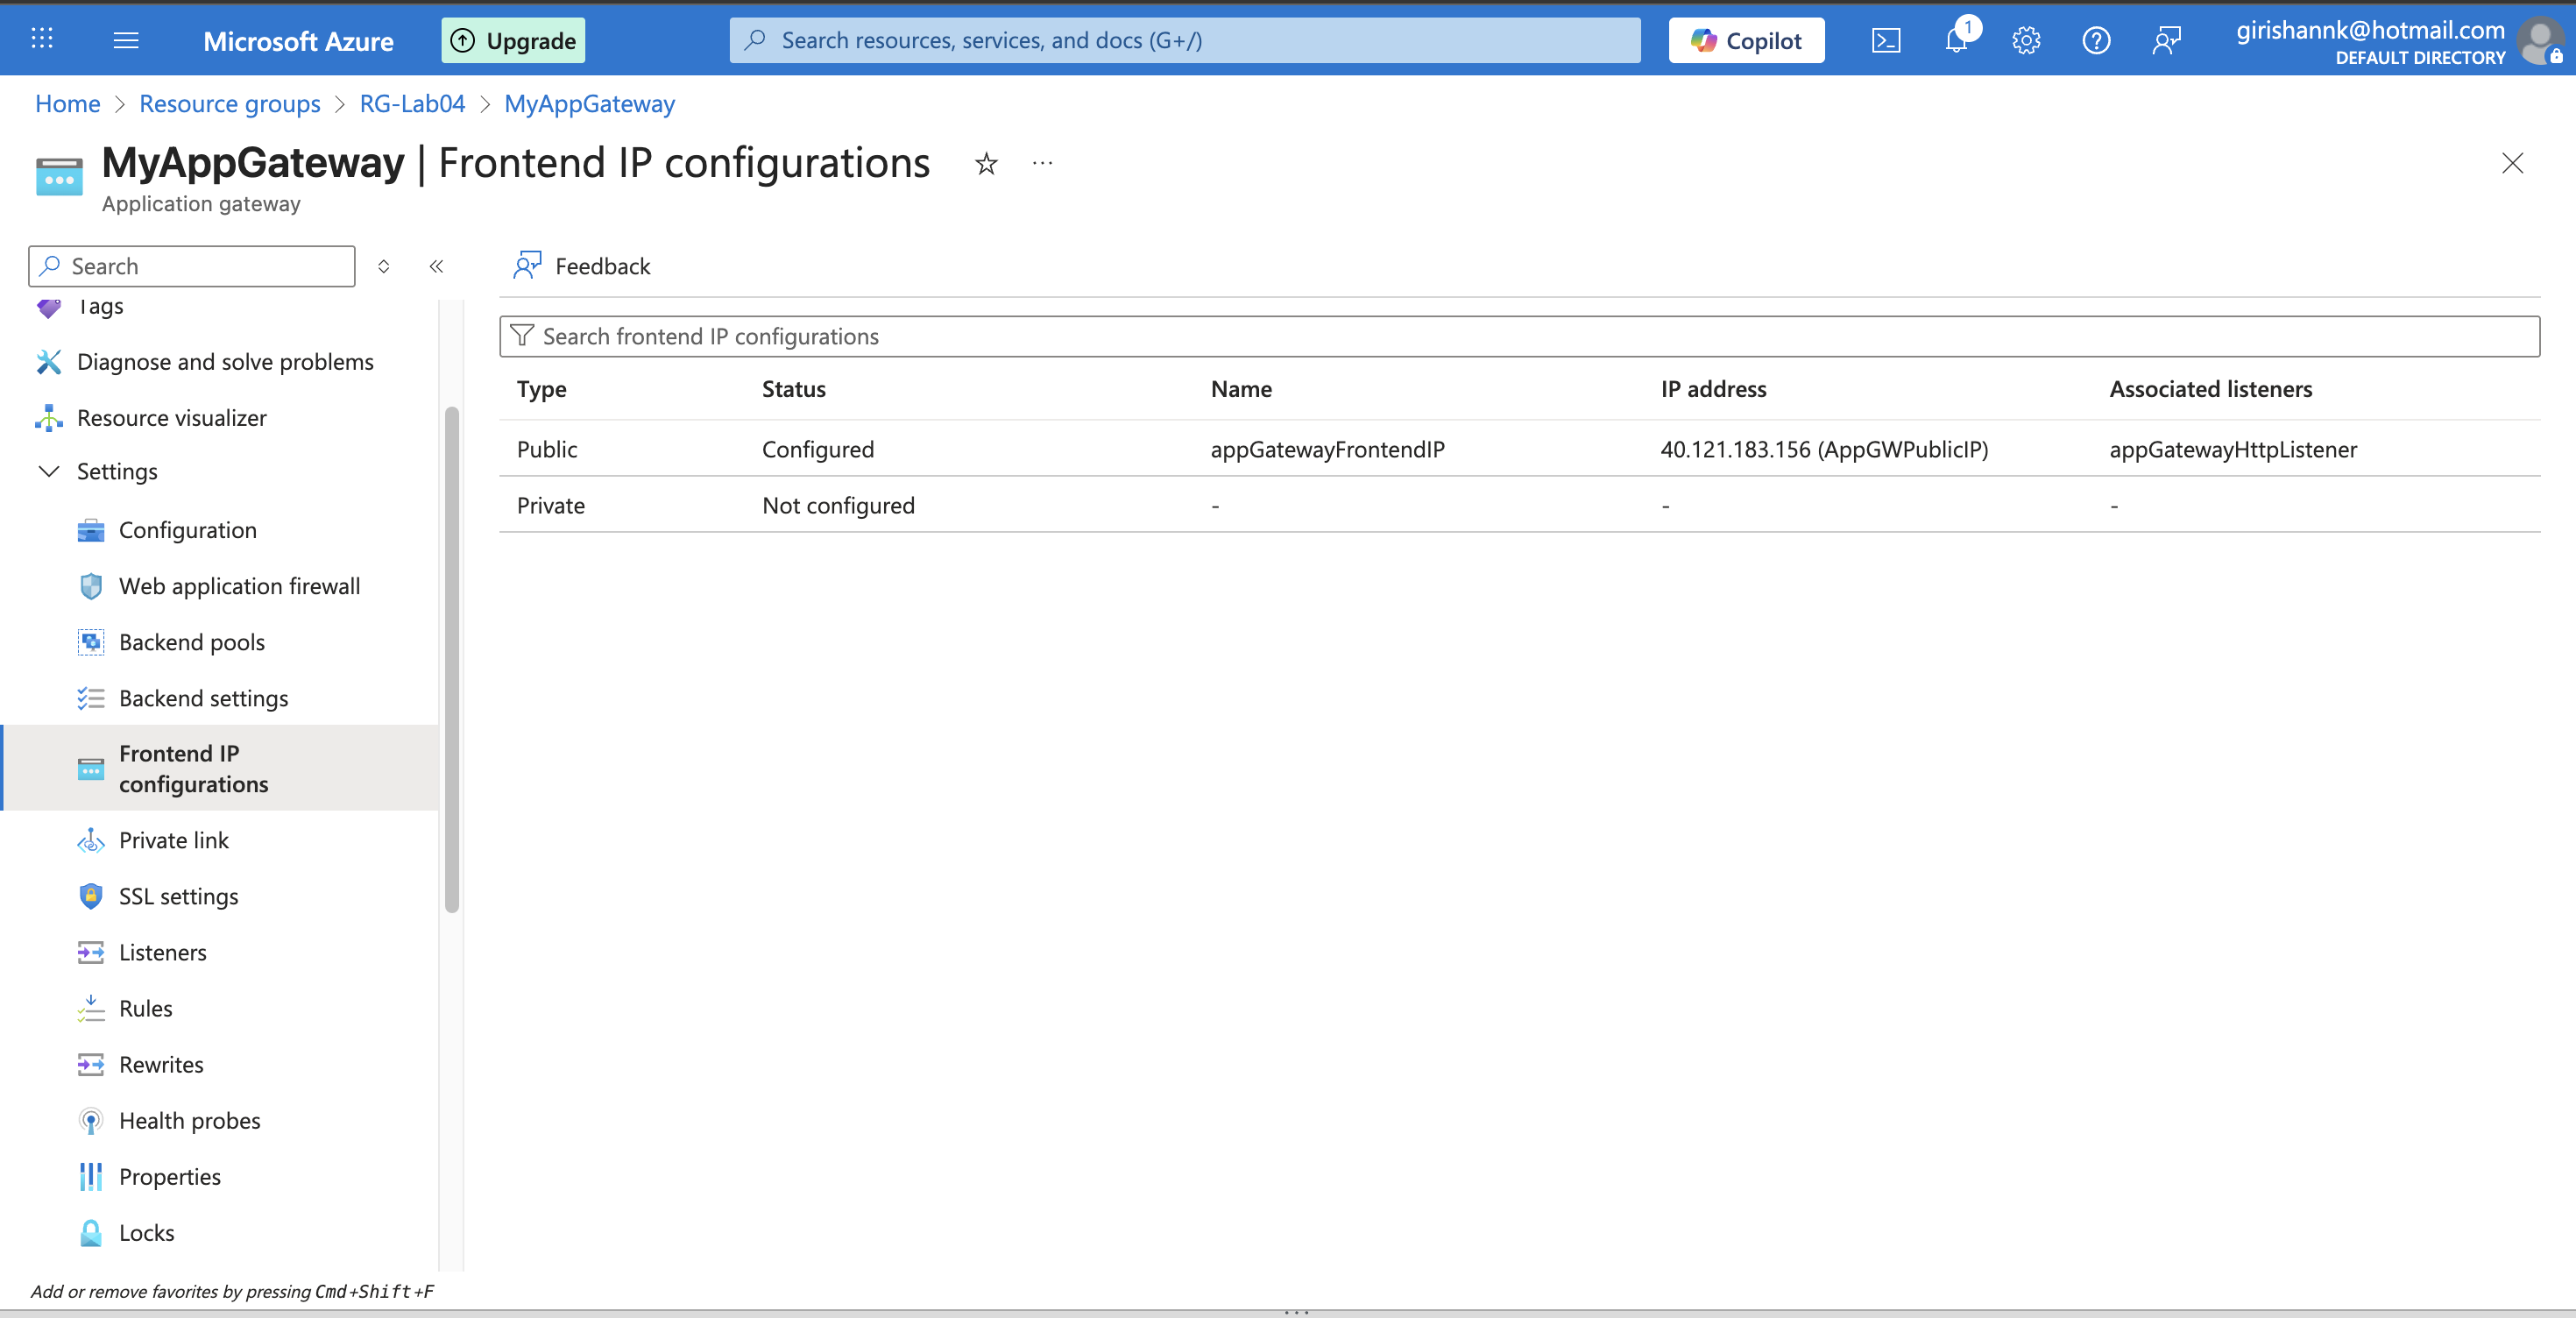 Microsoft Azure
Upgrade
Search resources, services, and docs (G+/)
Copilot
1
girishannk@hotmail.com
DEFAULT DIRECTORY
Home > Resource groups > RG-Lab04 > MyAppGateway
MyAppGateway | Frontend IP configurations
Application gateway
Search
Feedback
Tags
Diagnose and solve problems
Resource visualizer
Settings
Configuration
Web application firewall
Backend pools
Backend settings
Frontend IP
configurations
Private link
SSL settings
Listeners
Rules
Rewrites
Health probes
Properties
Locks
Add or remove favorites by pressing Cmd+Shift+F
Search frontend IP configurations
Type Status Name IP address Associated listeners
Public Configured appGatewayFrontendIP 40.121.183.156 (AppGWPublicIP) appGatewayHttpListener
Private Not configured - - -